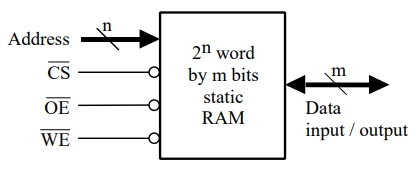 n
Address
CS
OE
WE
2n word
by m bits
static
RAM
m
Data
input / output